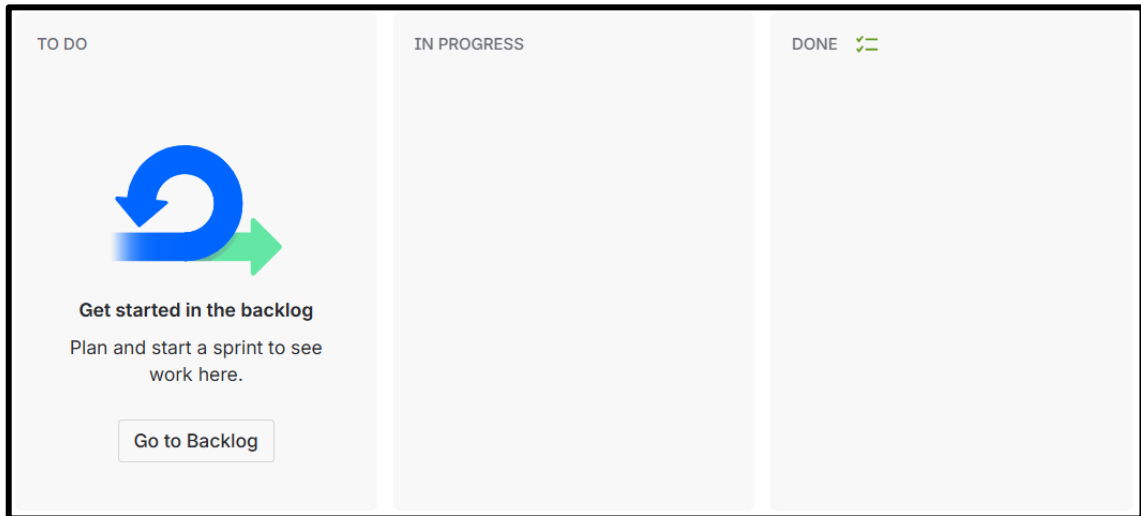 TO DO
IN PROGRESS
DONE
Get started in the backlog
Plan and start a sprint to see
work here.
Go to Backlog